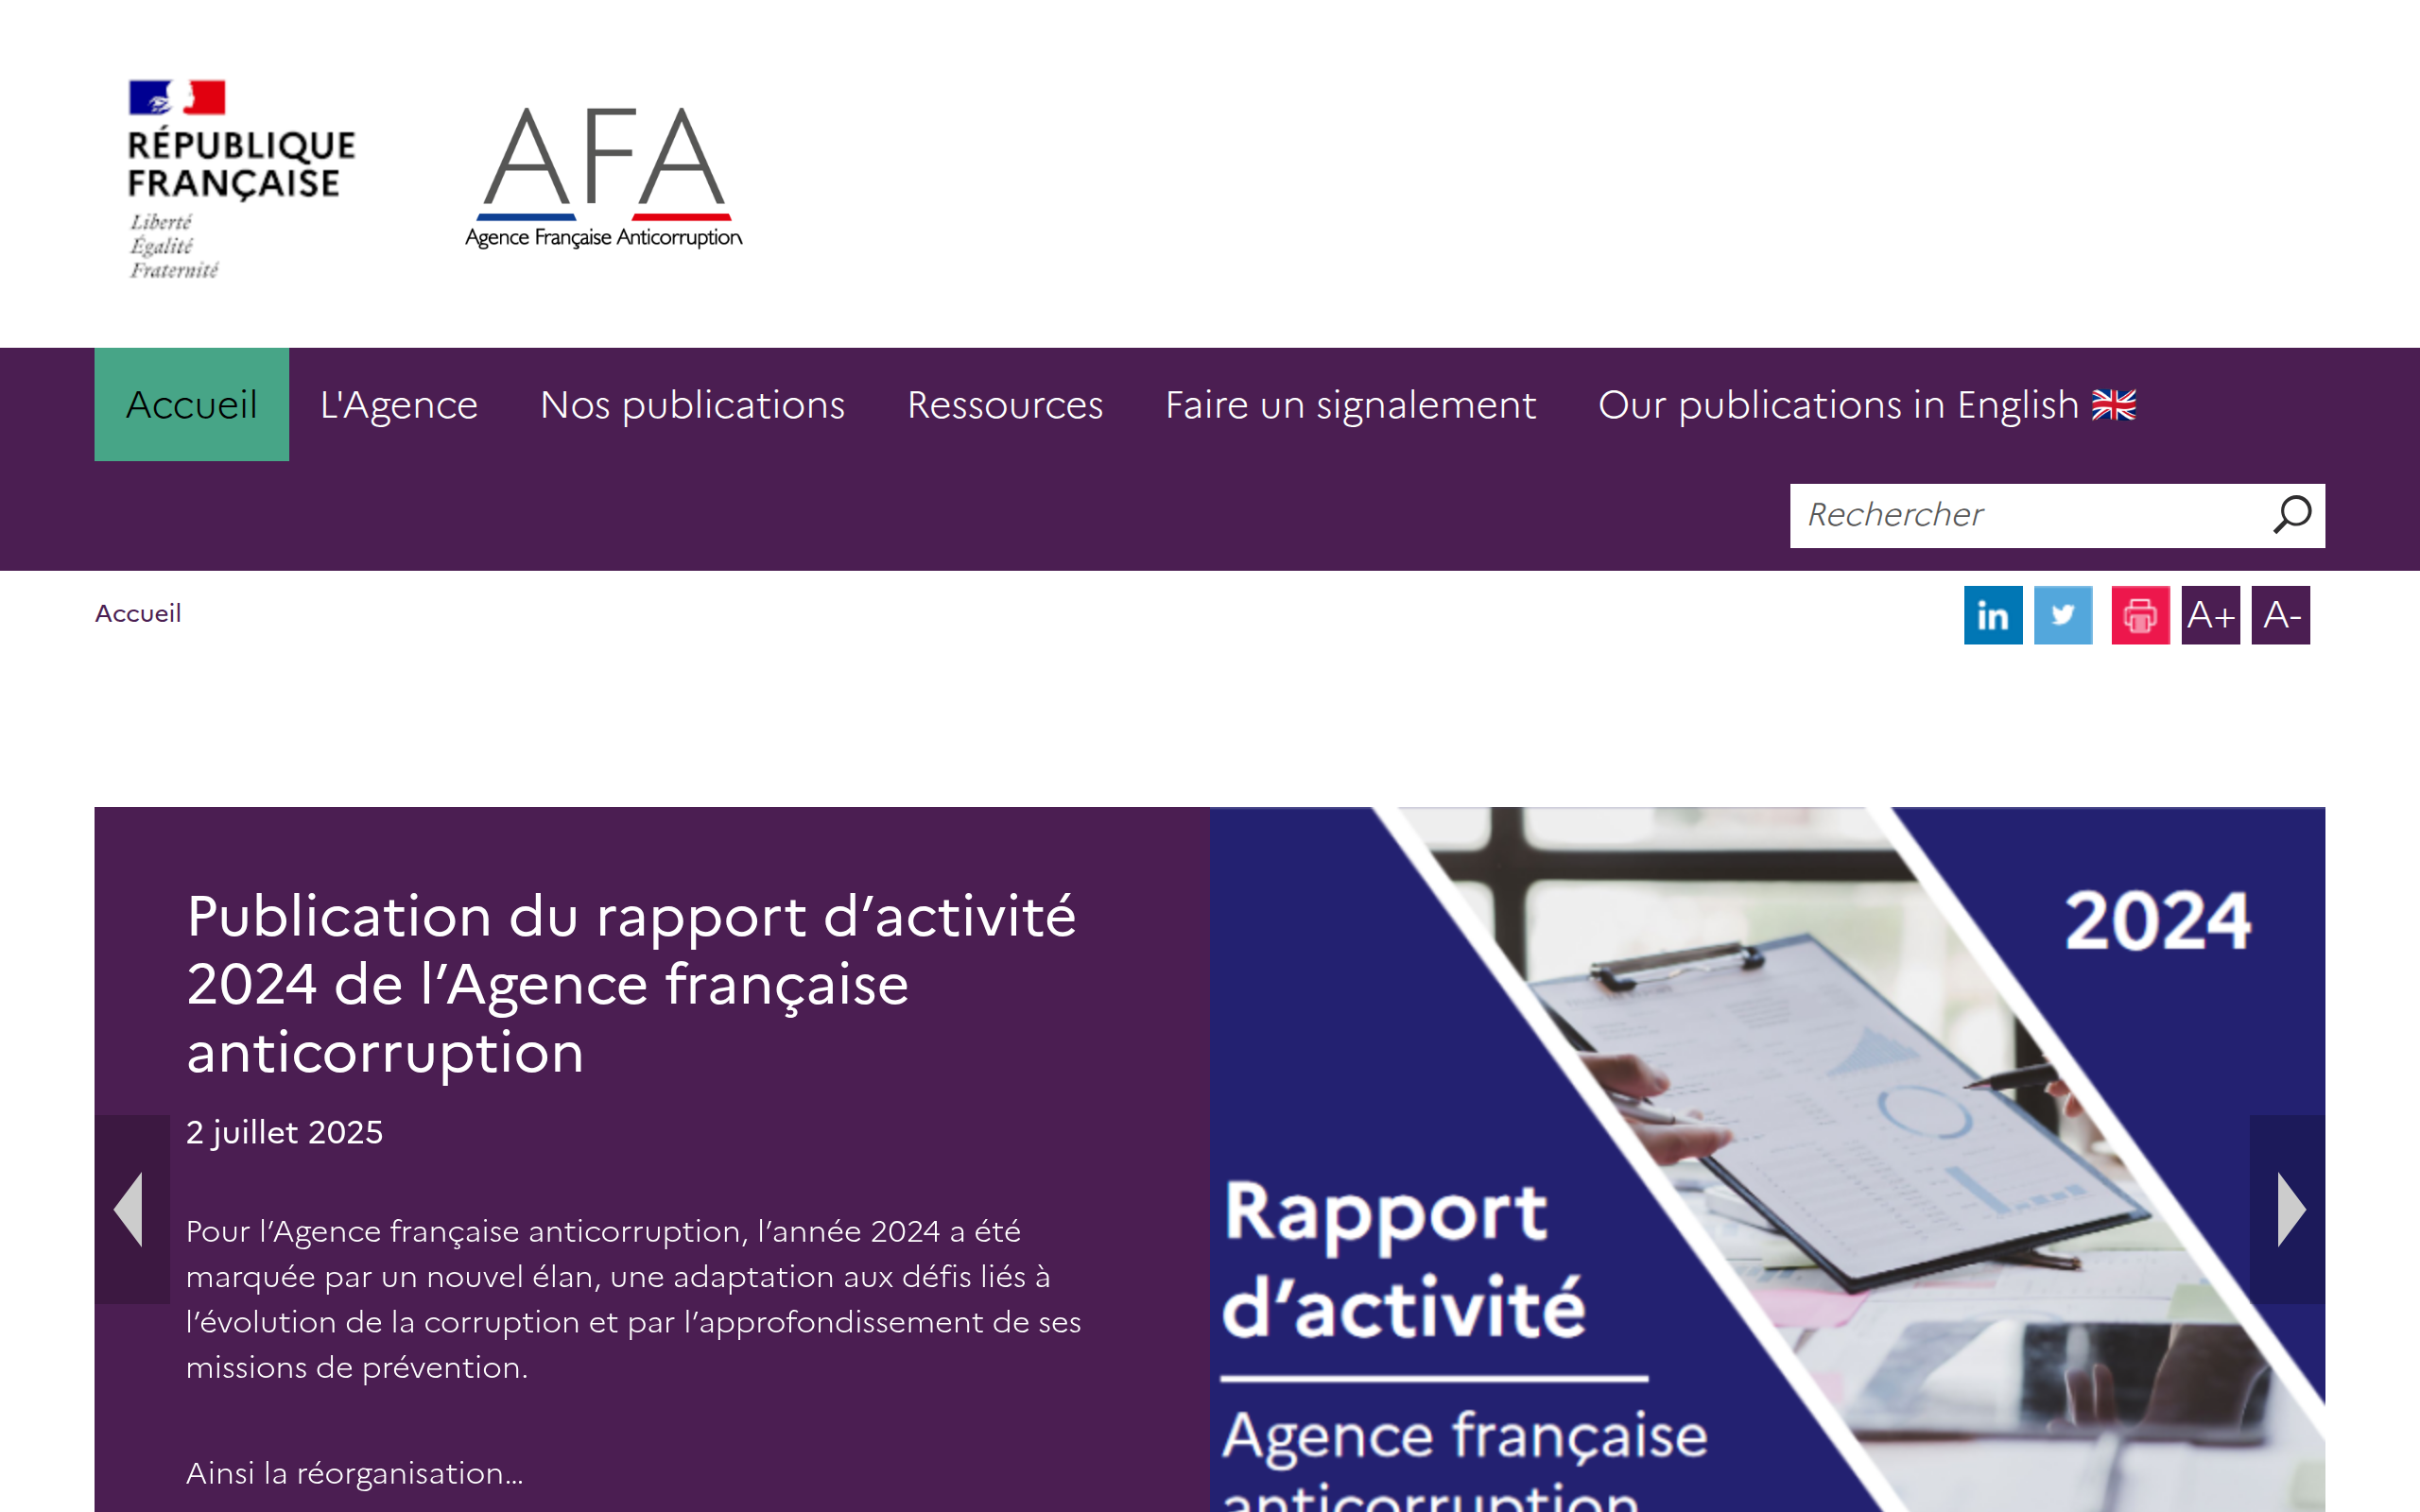 RÉPUBLIQUE
FRANÇAISE
Liberté
Égalité
Fraternité
AFA
Agence Française Anticorruption
Accueil L'Agence Nos publications Ressources Faire un signalement Our publications in English 🇬🇧
Rechercher
Accueil
in A+ A-
Publication du rapport d’activité
2024 de l’Agence française
anticorruption
2 juillet 2025
Pour l’Agence française anticorruption, l’année 2024 a été
marquée par un nouvel élan, une adaptation aux défis liés à
l’évolution de la corruption et par l’approfondissement de ses
missions de prévention.
Ainsi la réorganisation...
2024
Rapport
d’activité
Agence française
anticorruption